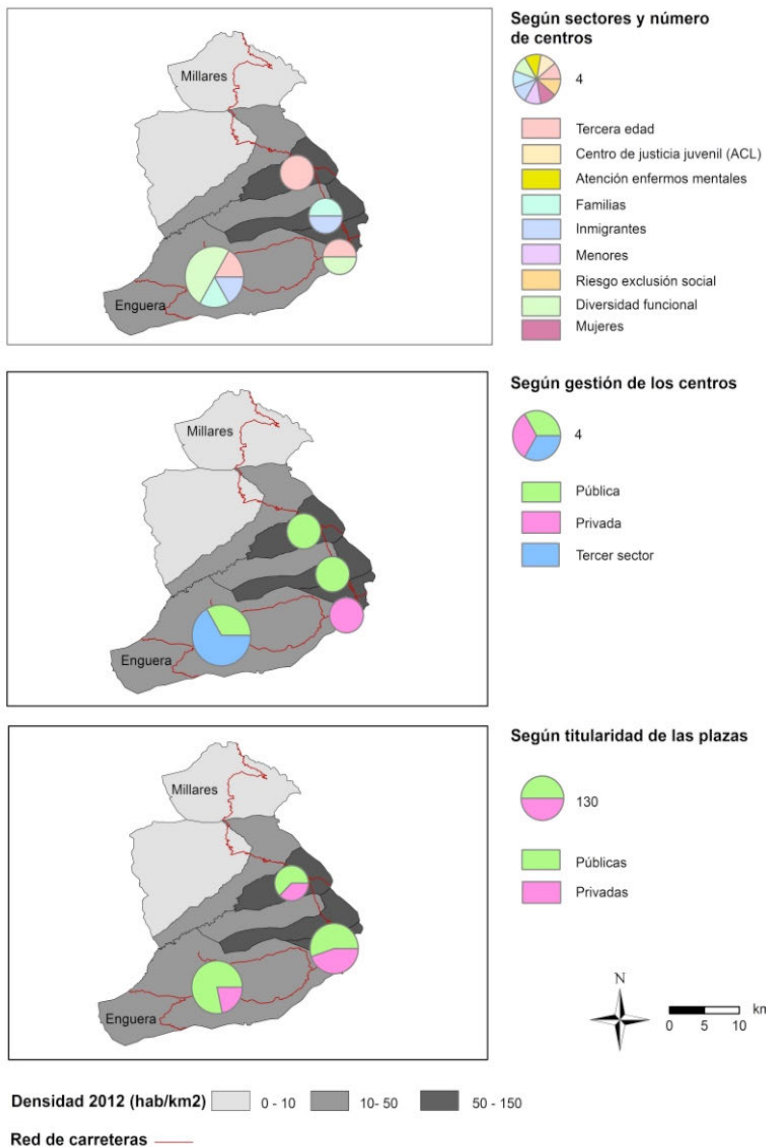 Según sectores y número
de centros
4
Tercera edad
Centro de justicia juvenil (ACL)
Atención enfermos mentales
Familias
Inmigrantes
Menores
Riesgo exclusión social
Diversidad funcional
Mujeres
Millares
Enguera
Según gestión de los centros
4
Pública
Privada
Tercer sector
Millares
Enguera
Según titularidad de las plazas
130
Públicas
Privadas
Millares
Enguera
N
km
0 5 10
Densidad 2012 (hab/km2) 0 - 10 10- 50 50 - 150
Red de carreteras